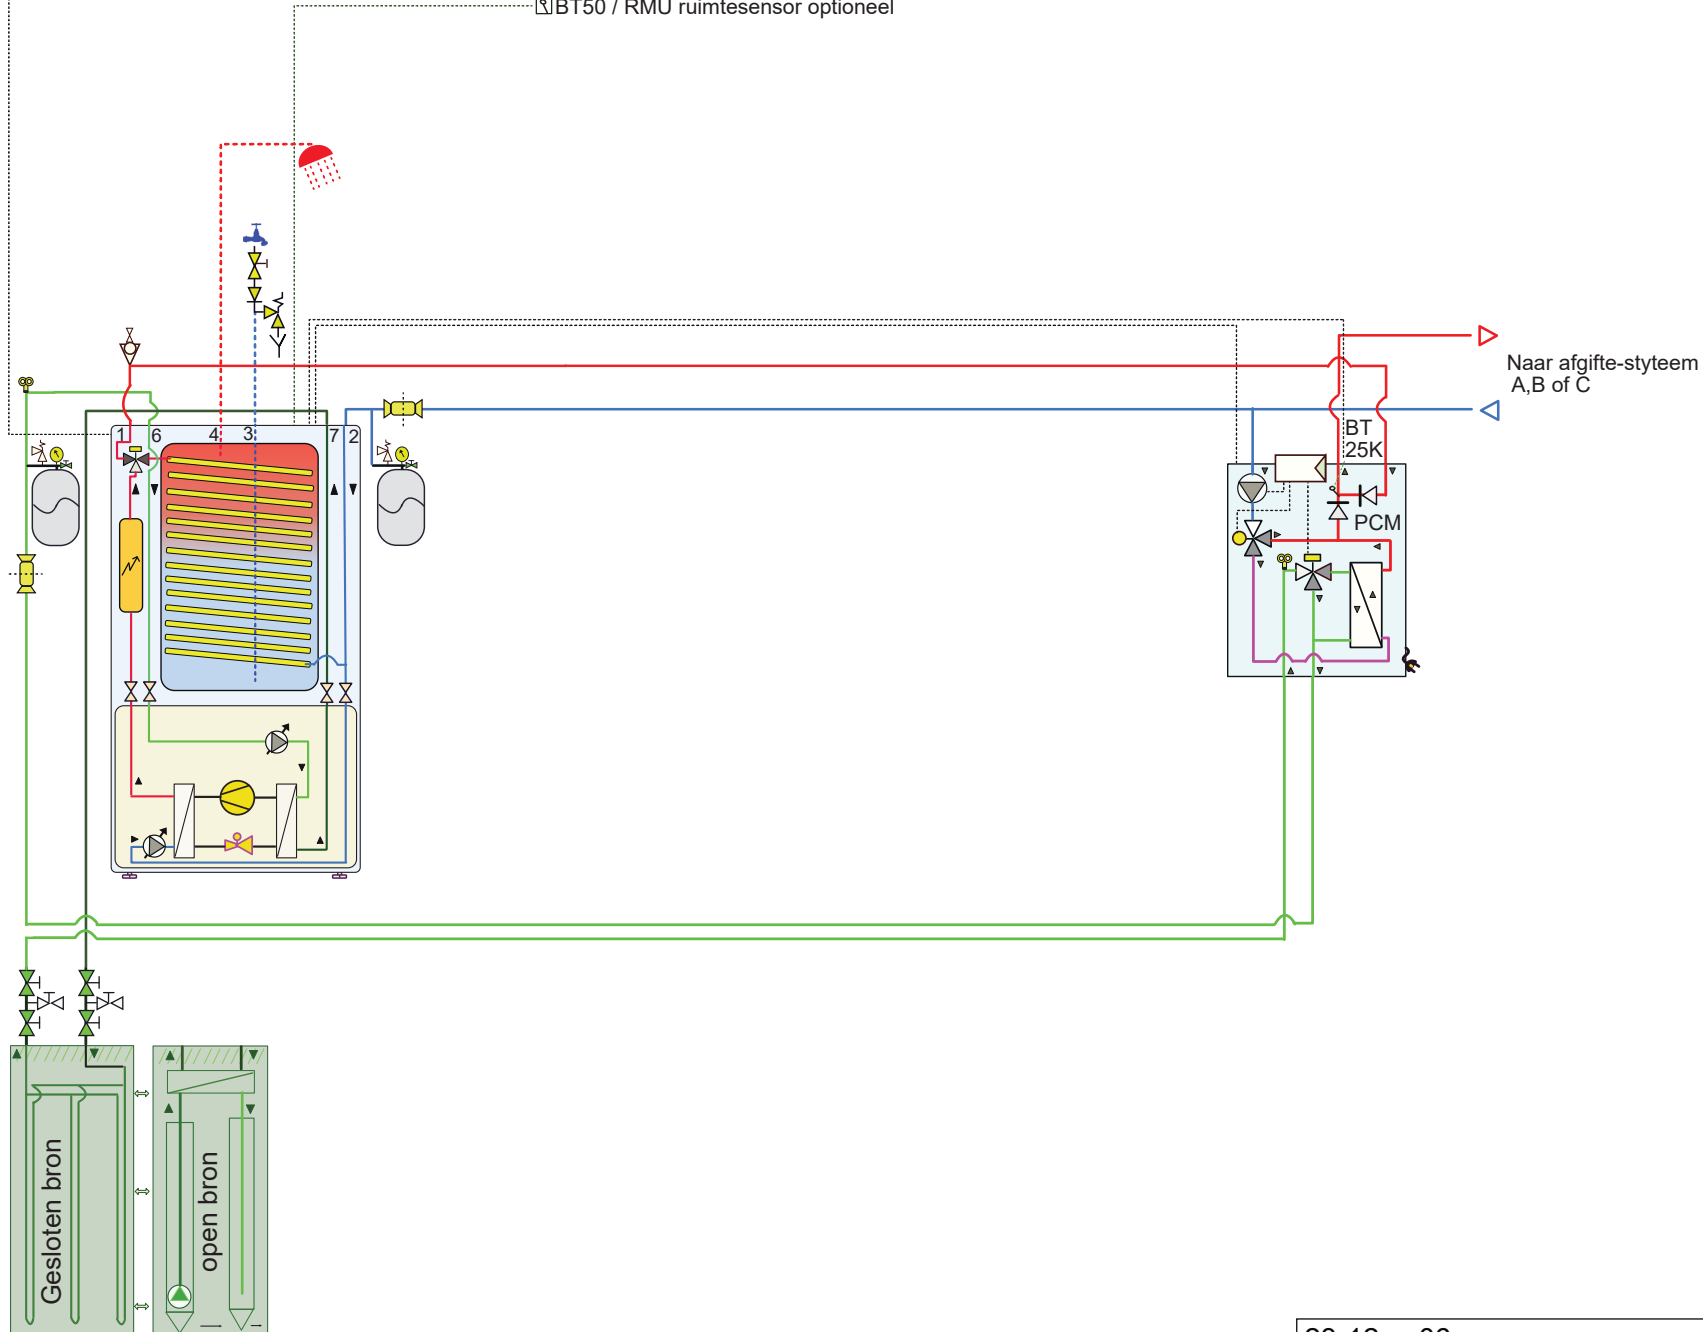 BT50 / RMU ruimtesensor optioneel
Naar afgifte-styteem
A,B of C
1 6 4 3 7 2
BT
25K
PCM
Gesloten bron
open bron